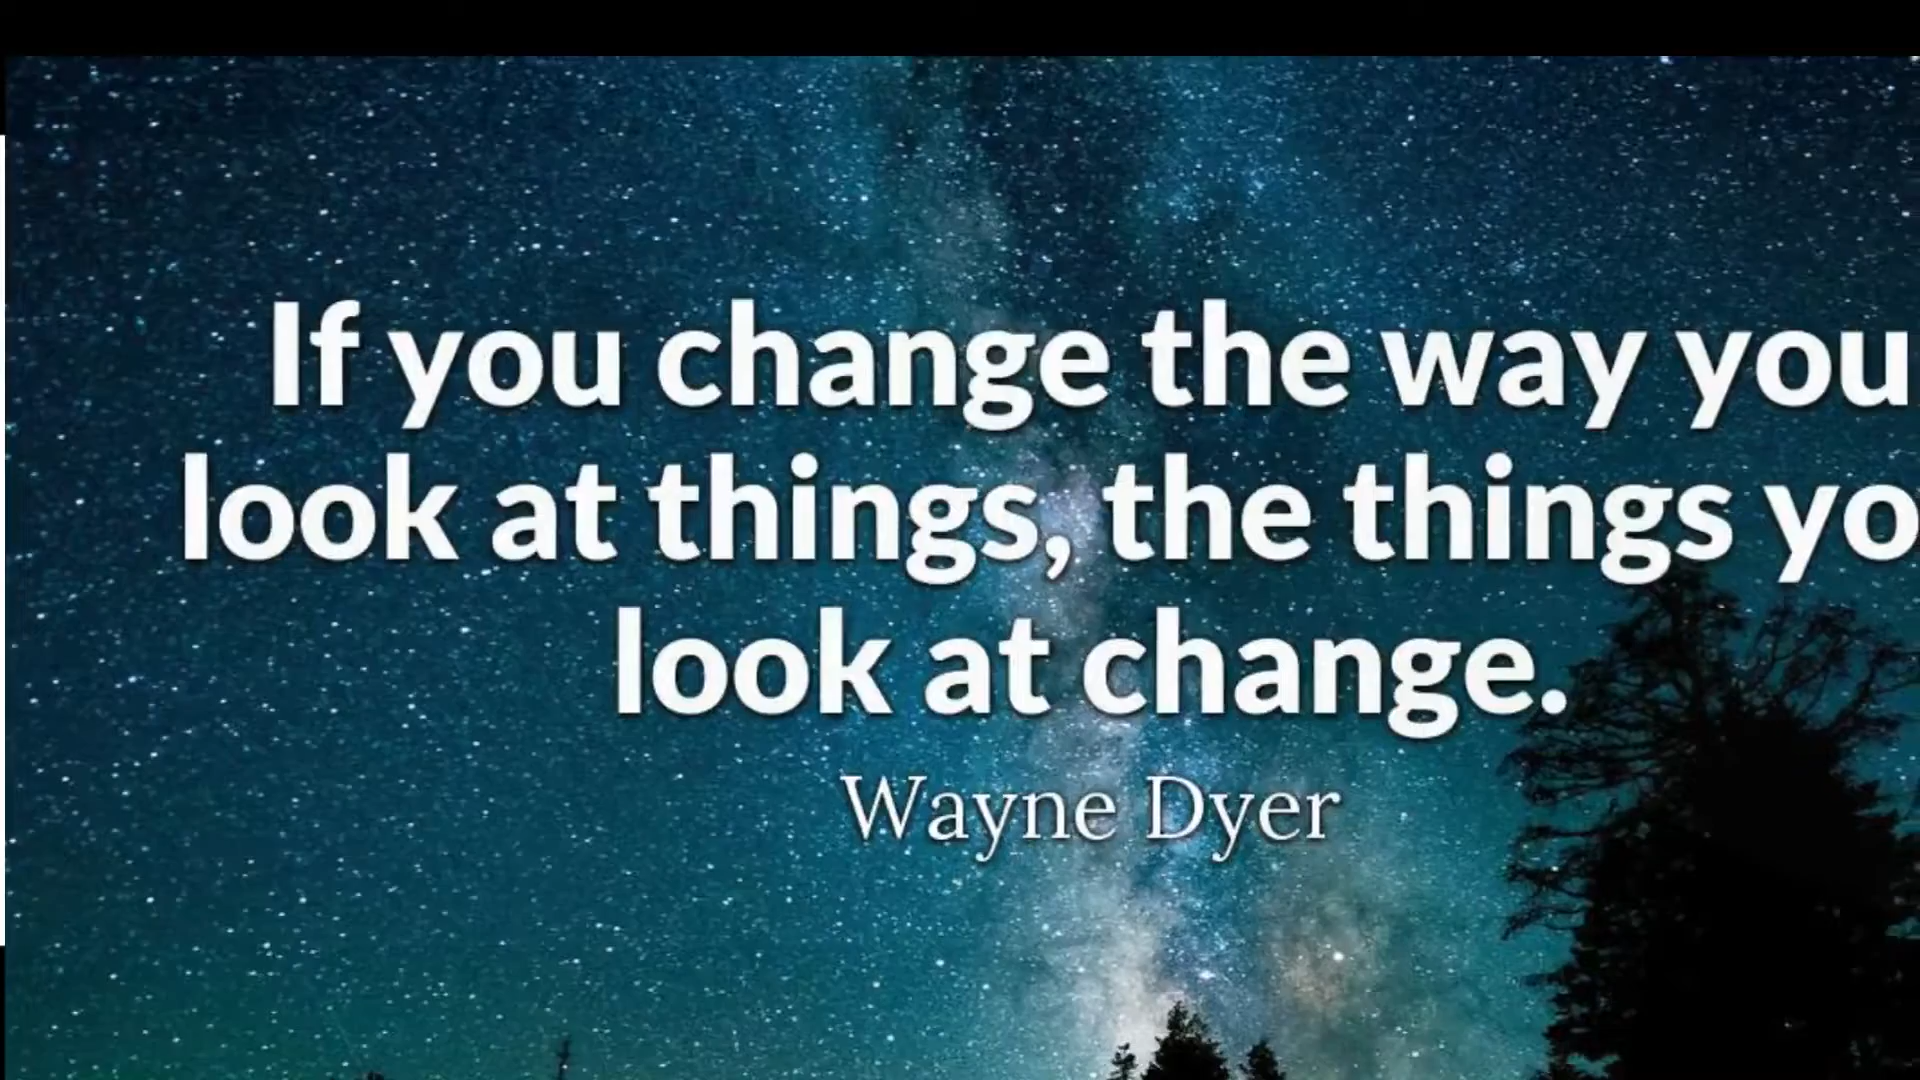 If you change the way you
look at things, the things yo
look at change.
Wayne Dyer